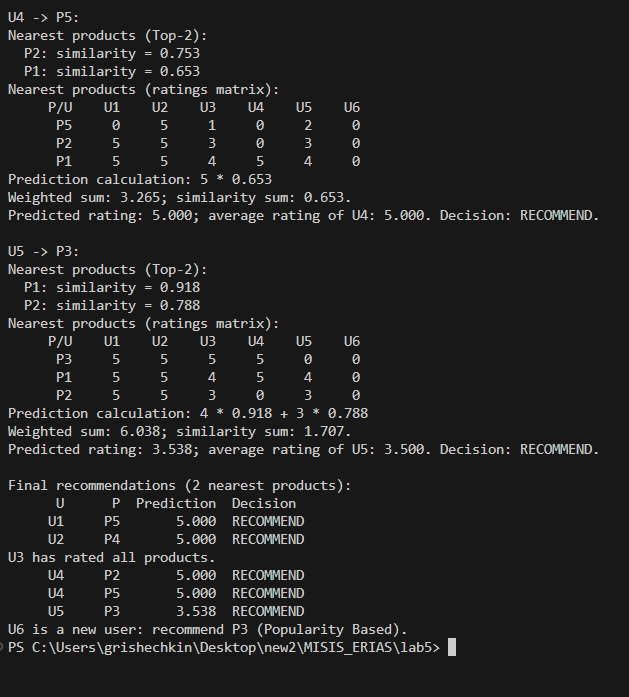 U4 -> P5:
Nearest products (Top-2):
  P2: similarity = 0.753
  P1: similarity = 0.653
Nearest products (ratings matrix):
     P/U    U1    U2    U3    U4    U5    U6
      P5     0     5     1     0     2     0
      P2     5     5     3     0     3     0
      P1     5     5     4     5     4     0
Prediction calculation: 5 * 0.653
Weighted sum: 3.265; similarity sum: 0.653.
Predicted rating: 5.000; average rating of U4: 5.000. Decision: RECOMMEND.

U5 -> P3:
Nearest products (Top-2):
  P1: similarity = 0.918
  P2: similarity = 0.788
Nearest products (ratings matrix):
     P/U    U1    U2    U3    U4    U5    U6
      P3     5     5     5     5     0     0
      P1     5     5     4     5     4     0
      P2     5     5     3     0     3     0
Prediction calculation: 4 * 0.918 + 3 * 0.788
Weighted sum: 6.038; similarity sum: 1.707.
Predicted rating: 3.538; average rating of U5: 3.500. Decision: RECOMMEND.

Final recommendations (2 nearest products):
      U      P  Prediction  Decision
     U1     P5       5.000  RECOMMEND
     U2     P4       5.000  RECOMMEND
U3 has rated all products.
     U4     P2       5.000  RECOMMEND
     U4     P5       5.000  RECOMMEND
     U5     P3       3.538  RECOMMEND
U6 is a new user: recommend P3 (Popularity Based).
PS C:\Users\grishechkin\Desktop\new2\MISIS_ERIAS\lab5>